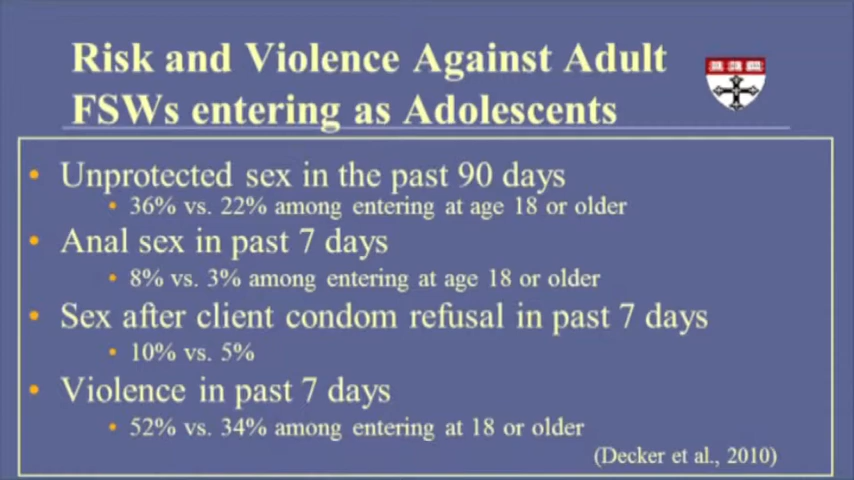 Risk and Violence Against Adult
FSWs entering as Adolescents
• Unprotected sex in the past 90 days
• 36% vs. 22% among entering at age 18 or older
• Anal sex in past 7 days
• 8% vs. 3% among entering at age 18 or older
• Sex after client condom refusal in past 7 days
• 10% vs. 5%
• Violence in past 7 days
• 52% vs. 34% among entering at 18 or older
(Decker et al., 2010)